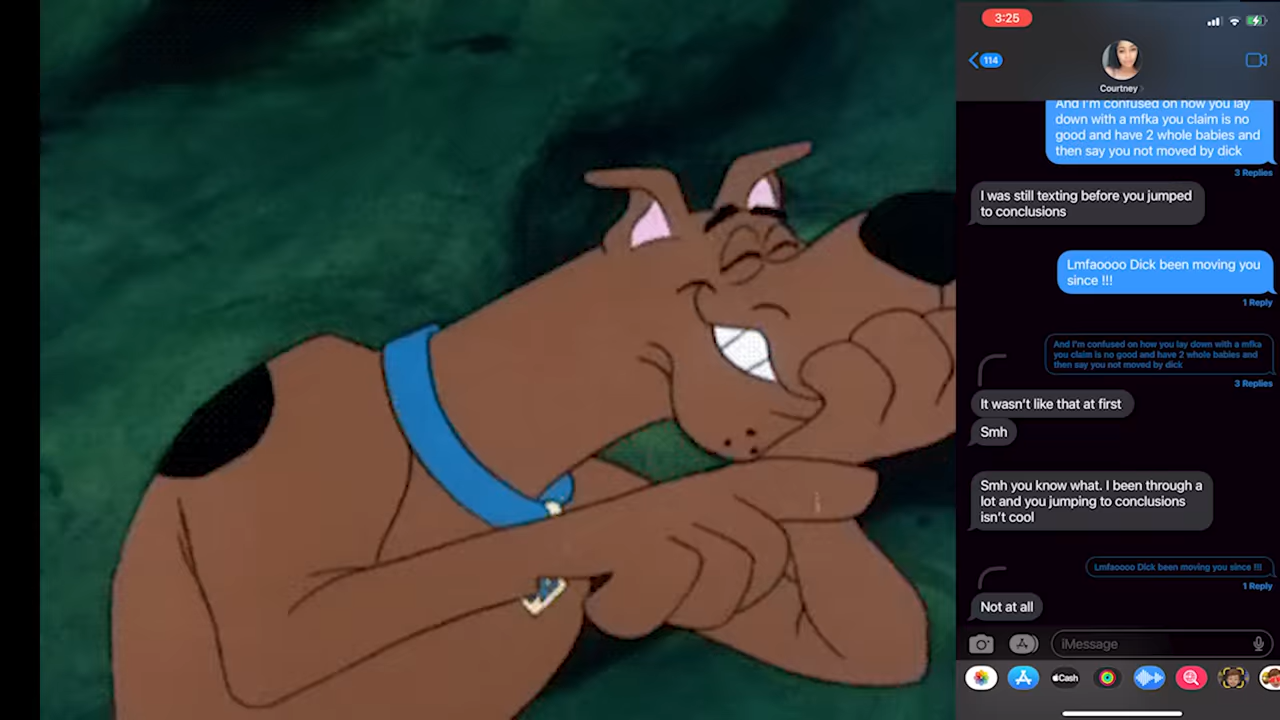 3:25
114
Courtney
And I'm confused on how you lay
down with a mfka you claim is no
good and have 2 whole babies and
then say you not moved by dick
3 Replies
I was still texting before you jumped
to conclusions
Lmfaoooo Dick been moving you
since !!!
1 Reply
And I'm confused on how you lay down with a mfka
you claim is no good and have 2 whole babies and
then say you not moved by dick
3 Replies
It wasn't like that at first
Smh
Smh you know what. I been through a
lot and you jumping to conclusions
isn't cool
Lmfaoooo Dick been moving you since !!!
1 Reply
Not at all
iMessage
Cash